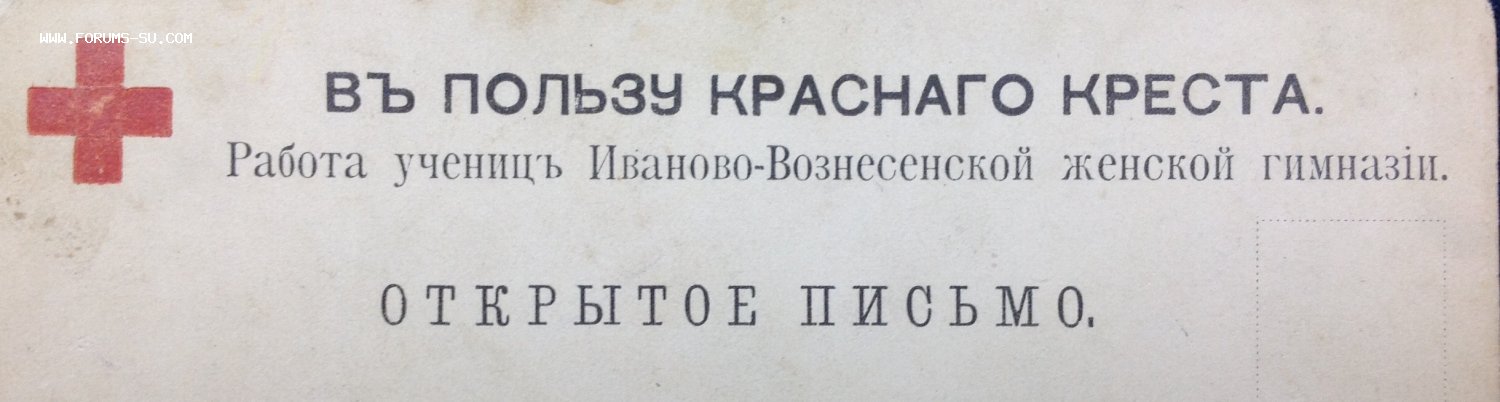 WWW.FORUMS-SU.COM
ВЪ ПОЛЬЗУ КРАСНАГО КРЕСТА.
Работа ученицъ Иваново-Вознесенской женской гимназіи.
ОТКРЫТОЕ ПИСЬМО.